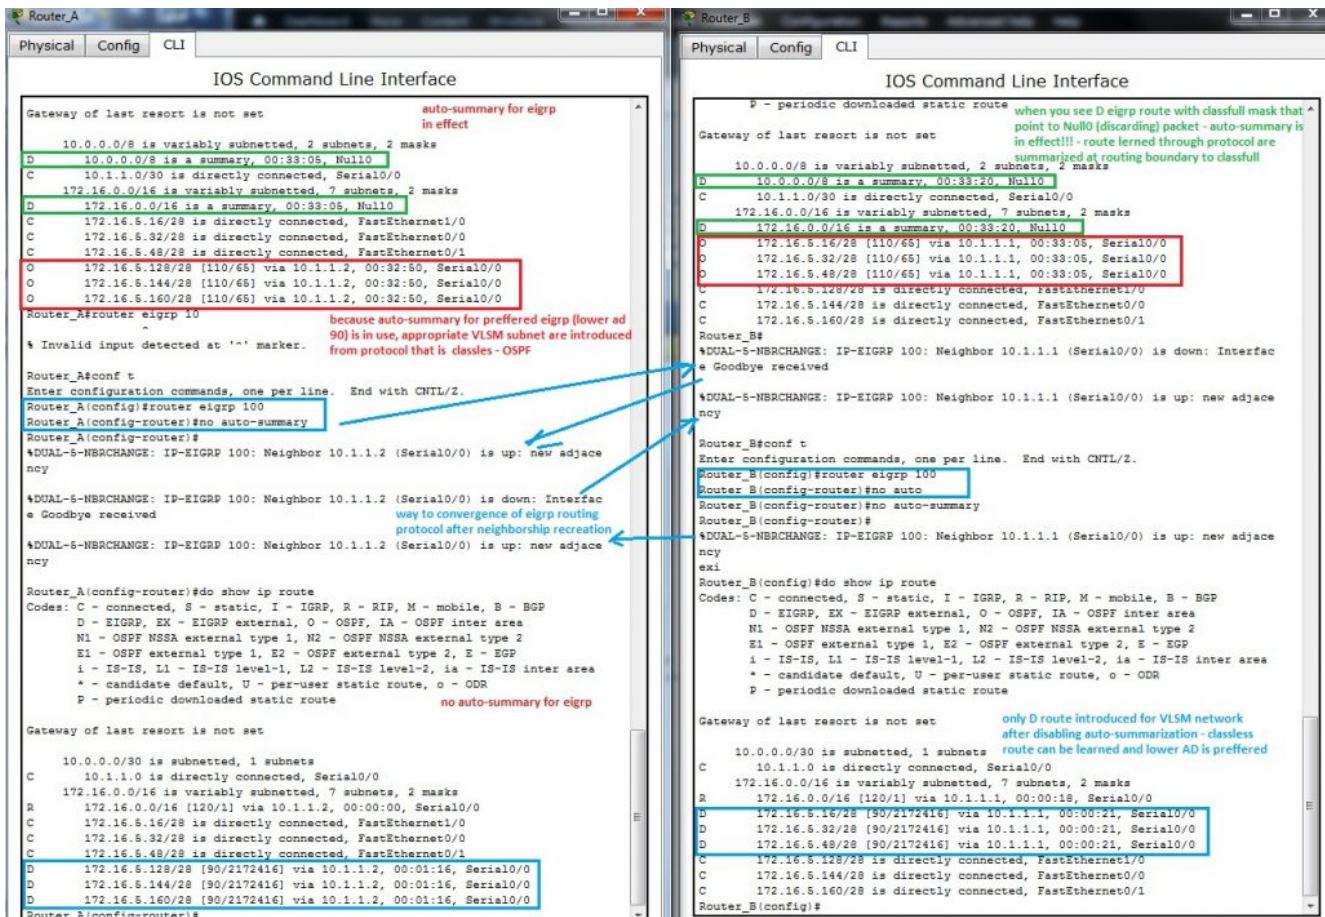 Router_A
Physical Config CLI
IOS Command Line Interface
auto-summary for eigrp
in effect
Gateway of last resort is not set
10.0.0.0/8 is variably subnetted, 2 subnets, 2 masks
D 10.0.0.0/8 is a summary, 00:33:05, Null0
C 10.1.1.0/30 is directly connected, Serial0/0
172.16.0.0/16 is variably subnetted, 7 subnets, 2 masks
D 172.16.0.0/16 is a summary, 00:33:05, Null0
C 172.16.5.16/28 is directly connected, FastEthernet1/0
C 172.16.5.32/28 is directly connected, FastEthernet0/0
C 172.16.5.48/28 is directly connected, FastEthernet0/1
O 172.16.5.128/28 [110/65] via 10.1.1.2, 00:32:50, Serial0/0
O 172.16.5.144/28 [110/65] via 10.1.1.2, 00:32:50, Serial0/0
O 172.16.5.160/28 [110/65] via 10.1.1.2, 00:32:50, Serial0/0
Router_A#router eigrp 10
^
% Invalid input detected at '^' marker.
because auto-summary for preffered eigrp (lower ad
90) is in use, appropriate VLSM subnet are introduced
from protocol that is classles - OSPF
Router_A#conf t
Enter configuration commands, one per line. End with CNTL/Z.
Router_A(config)#router eigrp 100
Router_A(config-router)#no auto-summary
Router_A(config-router)#
%DUAL-5-NBRCHANGE: IP-EIGRP 100: Neighbor 10.1.1.2 (Serial0/0) is up: new adjace
ncy
%DUAL-5-NBRCHANGE: IP-EIGRP 100: Neighbor 10.1.1.2 (Serial0/0) is down: Interfac
e Goodbye received
way to convergence of eigrp routing
protocol after neighborship recreation
%DUAL-5-NBRCHANGE: IP-EIGRP 100: Neighbor 10.1.1.2 (Serial0/0) is up: new adjace
ncy
Router_A(config-router)#do show ip route
Codes: C - connected, S - static, I - IGRP, R - RIP, M - mobile, B - BGP
D - EIGRP, EX - EIGRP external, O - OSPF, IA - OSPF inter area
N1 - OSPF NSSA external type 1, N2 - OSPF NSSA external type 2
E1 - OSPF external type 1, E2 - OSPF external type 2, E - EGP
i - IS-IS, L1 - IS-IS level-1, L2 - IS-IS level-2, ia - IS-IS inter area
* - candidate default, U - per-user static route, o - ODR
P - periodic downloaded static route
no auto-summary for eigrp
Gateway of last resort is not set
10.0.0.0/30 is subnetted, 1 subnets
C 10.1.1.0 is directly connected, Serial0/0
172.16.0.0/16 is variably subnetted, 7 subnets, 2 masks
R 172.16.0.0/16 [120/1] via 10.1.1.2, 00:00:00, Serial0/0
C 172.16.5.16/28 is directly connected, FastEthernet1/0
C 172.16.5.32/28 is directly connected, FastEthernet0/0
C 172.16.5.48/28 is directly connected, FastEthernet0/1
D 172.16.5.128/28 [90/2172416] via 10.1.1.2, 00:01:16, Serial0/0
D 172.16.5.144/28 [90/2172416] via 10.1.1.2, 00:01:16, Serial0/0
D 172.16.5.160/28 [90/2172416] via 10.1.1.2, 00:01:16, Serial0/0
Router_A(config-router)#
Router_B
Physical Config CLI
IOS Command Line Interface
P - periodic downloaded static route
when you see D eigrp route with classfull mask that
point to Null0 (discarding) packet - auto-summary is
in effect!!! - route lerned through protocol are
summarized at routing boundary to classfull
Gateway of last resort is not set
10.0.0.0/8 is variably subnetted, 2 subnets, 2 masks
D 10.0.0.0/8 is a summary, 00:33:20, Null0
C 10.1.1.0/30 is directly connected, Serial0/0
172.16.0.0/16 is variably subnetted, 7 subnets, 2 masks
D 172.16.0.0/16 is a summary, 00:33:20, Null0
O 172.16.5.16/28 [110/65] via 10.1.1.1, 00:33:05, Serial0/0
O 172.16.5.32/28 [110/65] via 10.1.1.1, 00:33:05, Serial0/0
O 172.16.5.48/28 [110/65] via 10.1.1.1, 00:33:05, Serial0/0
C 172.16.5.128/28 is directly connected, FastEthernet1/0
C 172.16.5.144/28 is directly connected, FastEthernet0/0
C 172.16.5.160/28 is directly connected, FastEthernet0/1
Router_B#
%DUAL-5-NBRCHANGE: IP-EIGRP 100: Neighbor 10.1.1.1 (Serial0/0) is down: Interfac
e Goodbye received
%DUAL-5-NBRCHANGE: IP-EIGRP 100: Neighbor 10.1.1.1 (Serial0/0) is up: new adjace
ncy
Router_B#conf t
Enter configuration commands, one per line. End with CNTL/Z.
Router_B(config)#router eigrp 100
Router_B(config-router)#no auto
Router_B(config-router)#no auto-summary
Router_B(config-router)#
%DUAL-5-NBRCHANGE: IP-EIGRP 100: Neighbor 10.1.1.1 (Serial0/0) is up: new adjace
ncy
exi
Router_B(config)#do show ip route
Codes: C - connected, S - static, I - IGRP, R - RIP, M - mobile, B - BGP
D - EIGRP, EX - EIGRP external, O - OSPF, IA - OSPF inter area
N1 - OSPF NSSA external type 1, N2 - OSPF NSSA external type 2
E1 - OSPF external type 1, E2 - OSPF external type 2, E - EGP
i - IS-IS, L1 - IS-IS level-1, L2 - IS-IS level-2, ia - IS-IS inter area
* - candidate default, U - per-user static route, o - ODR
P - periodic downloaded static route
Gateway of last resort is not set
only D route introduced for VLSM network
after disabling auto-summarization - classless
route can be learned and lower AD is preffered
10.0.0.0/30 is subnetted, 1 subnets
C 10.1.1.0 is directly connected, Serial0/0
172.16.0.0/16 is variably subnetted, 7 subnets, 2 masks
R 172.16.0.0/16 [120/1] via 10.1.1.1, 00:00:18, Serial0/0
D 172.16.5.16/28 [90/2172416] via 10.1.1.1, 00:00:21, Serial0/0
D 172.16.5.32/28 [90/2172416] via 10.1.1.1, 00:00:21, Serial0/0
D 172.16.5.48/28 [90/2172416] via 10.1.1.1, 00:00:21, Serial0/0
C 172.16.5.128/28 is directly connected, FastEthernet1/0
C 172.16.5.144/28 is directly connected, FastEthernet0/0
C 172.16.5.160/28 is directly connected, FastEthernet0/1
Router_B(config)#